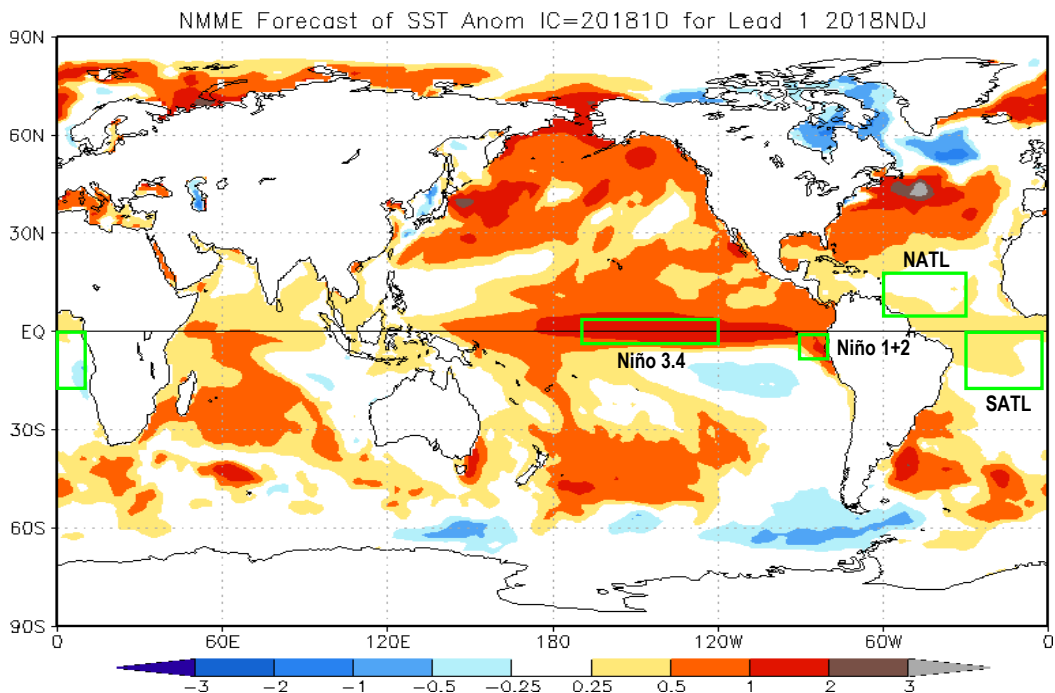 NMME Forecast of SST Anom IC=201810 for Lead 1 2018NDJ
90N
60N
30N
EQ
30S
60S
90S
NATL
Niño 3.4
Niño 1+2
SATL
0
60E
120E
180
120W
60W
0
-3
-2
-1
-0.5
-0.25
0.25
0.5
1
2
3